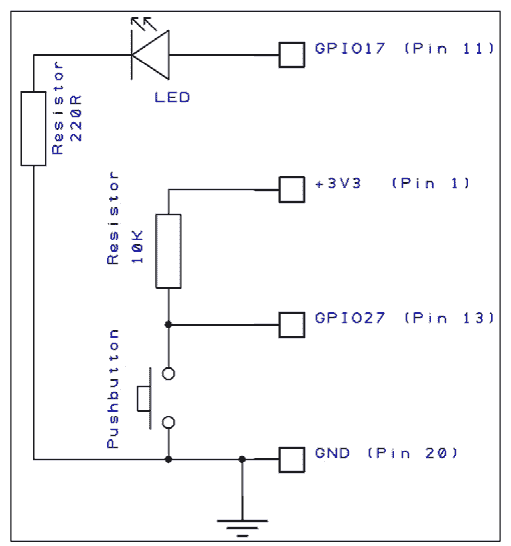 GPIO17 (Pin 11)
LED
Resistor
220R
+3V3 (Pin 1)
Resistor
10K
GPIO27 (Pin 13)
Pushbutton
GND (Pin 20)